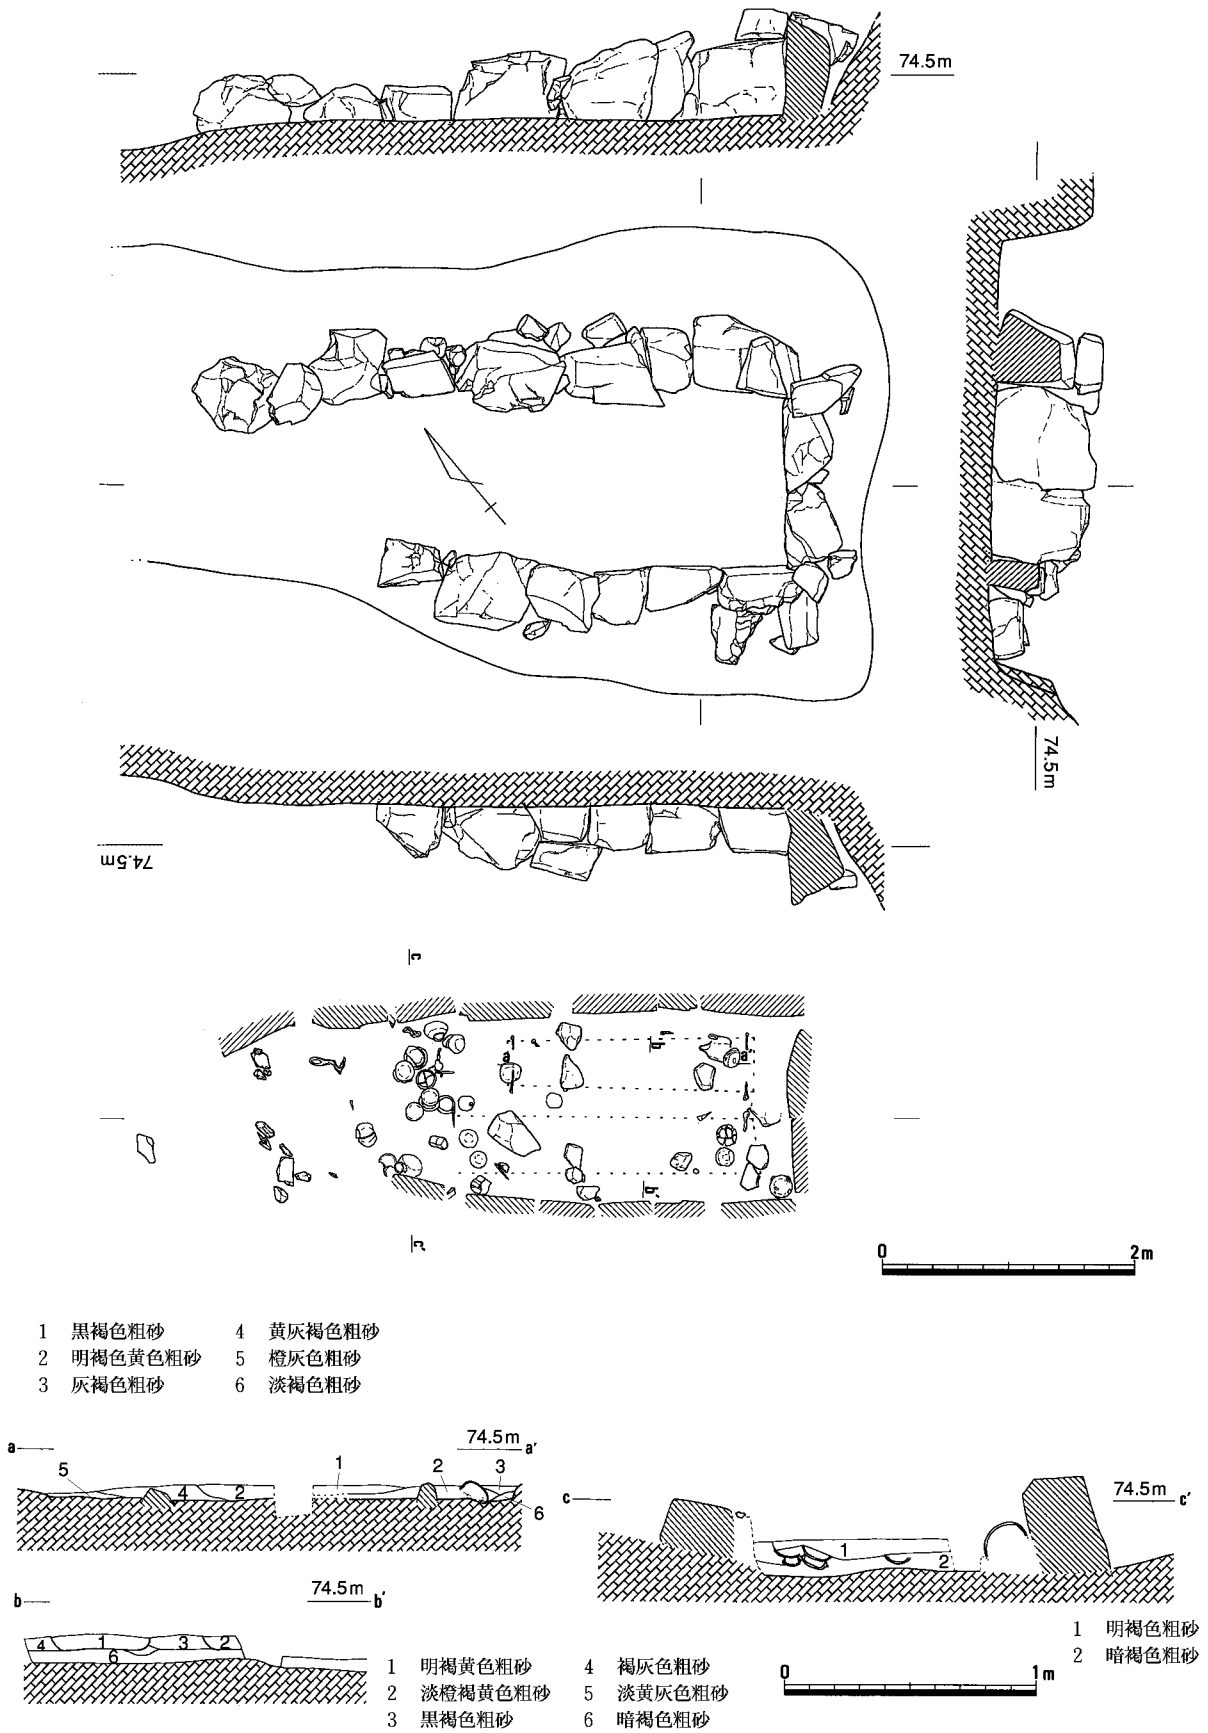 74.5m
74.5m
74.5m
c
a
a'
b
b'
c'
0 2m
1 黒褐色粗砂
2 明褐色黄色粗砂
3 灰褐色粗砂
4 黄灰褐色粗砂
5 橙灰色粗砂
6 淡褐色粗砂
a 74.5m a'
5 4 2 1 2 3 6
b 74.5m b'
4 1 3 2
6
c 74.5m c'
1 2
1 明褐色粗砂
2 暗褐色粗砂
1 明褐黄色粗砂
2 淡橙褐黄色粗砂
3 黒褐色粗砂
4 褐灰色粗砂
5 淡黄灰色粗砂
6 暗褐色粗砂
0 1m